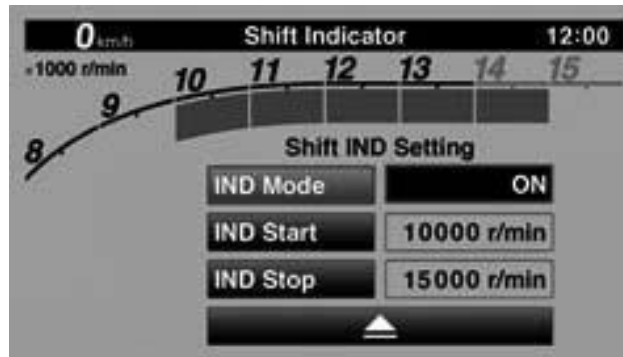 0 km/h Shift Indicator 12:00
×1000 r/min
8 9 10 11 12 13 14 15
Shift IND Setting
IND Mode ON
IND Start 10000 r/min
IND Stop 15000 r/min